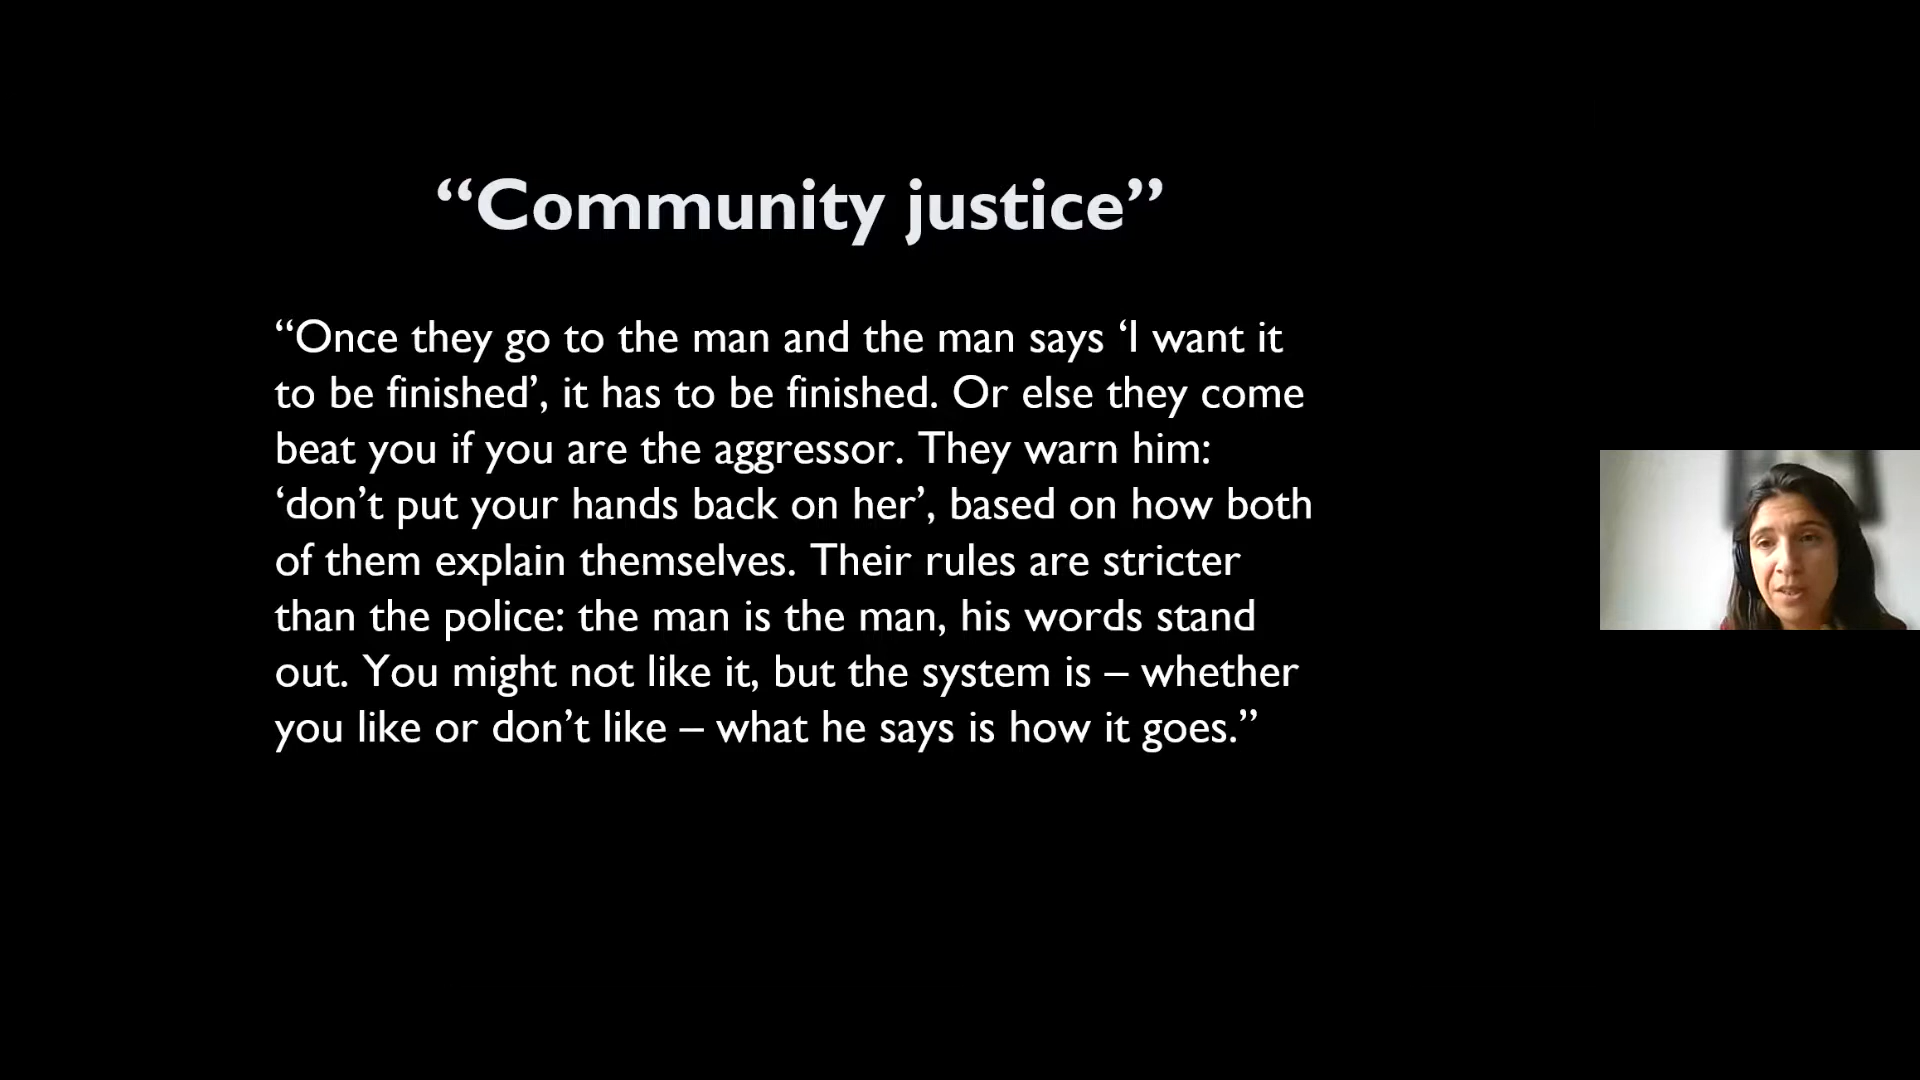 “Community justice”
“Once they go to the man and the man says ‘I want it
to be finished’, it has to be finished. Or else they come
beat you if you are the aggressor. They warn him:
‘don’t put your hands back on her’, based on how both
of them explain themselves. Their rules are stricter
than the police: the man is the man, his words stand
out. You might not like it, but the system is – whether
you like or don’t like – what he says is how it goes.”